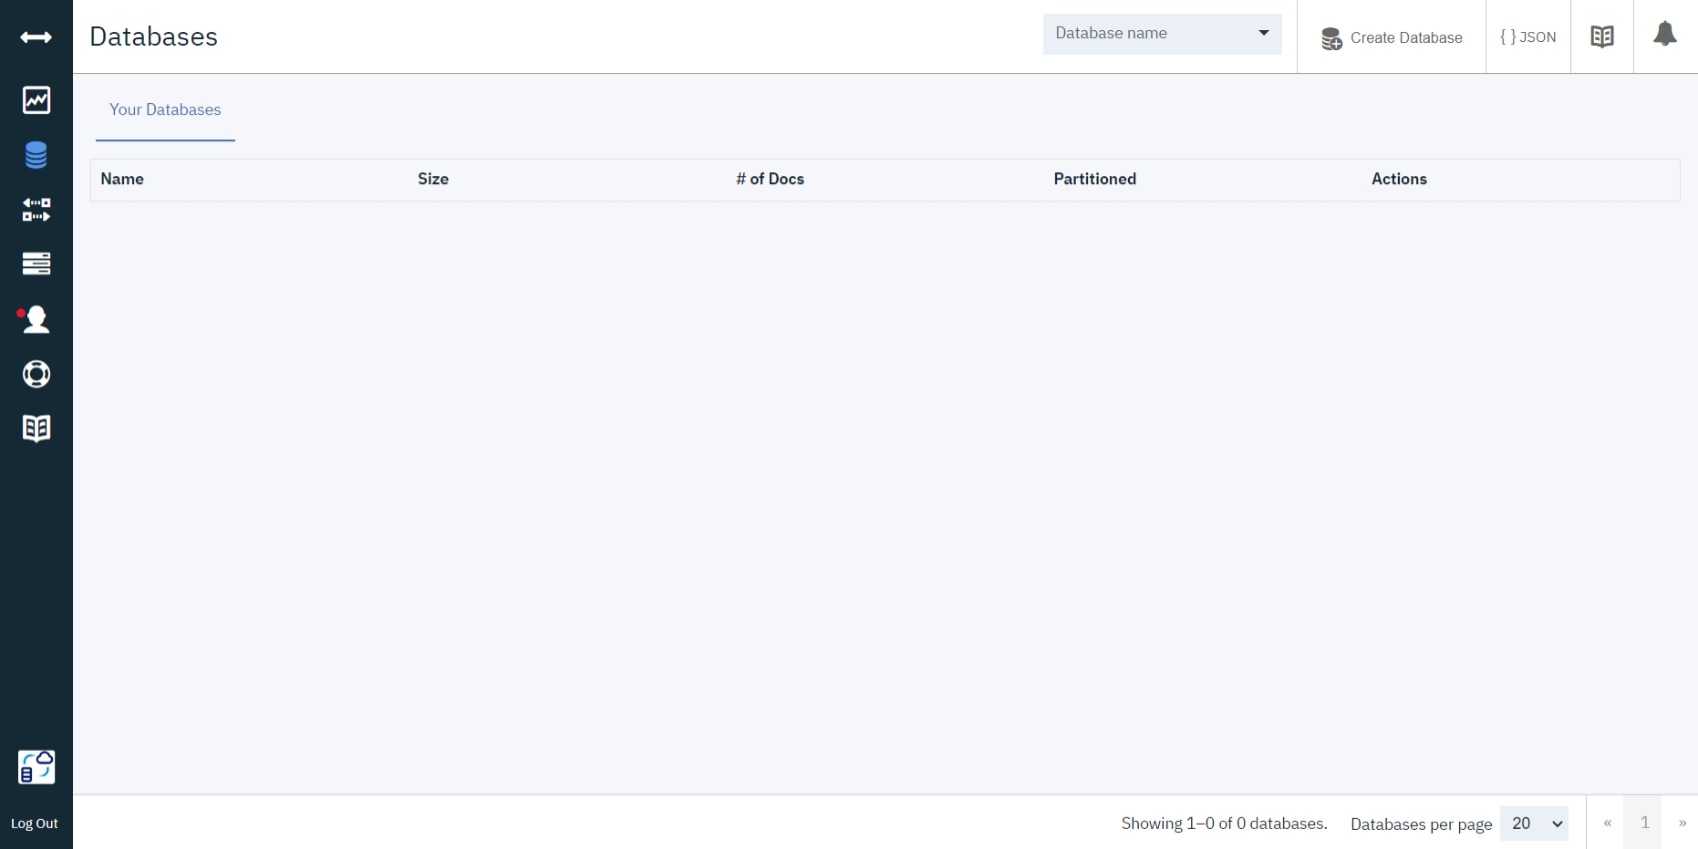 Databases
Database name
Create Database
{ } JSON
Your Databases
Name Size # of Docs Partitioned Actions
Log Out
Showing 1–0 of 0 databases. Databases per page 20 « 1 »